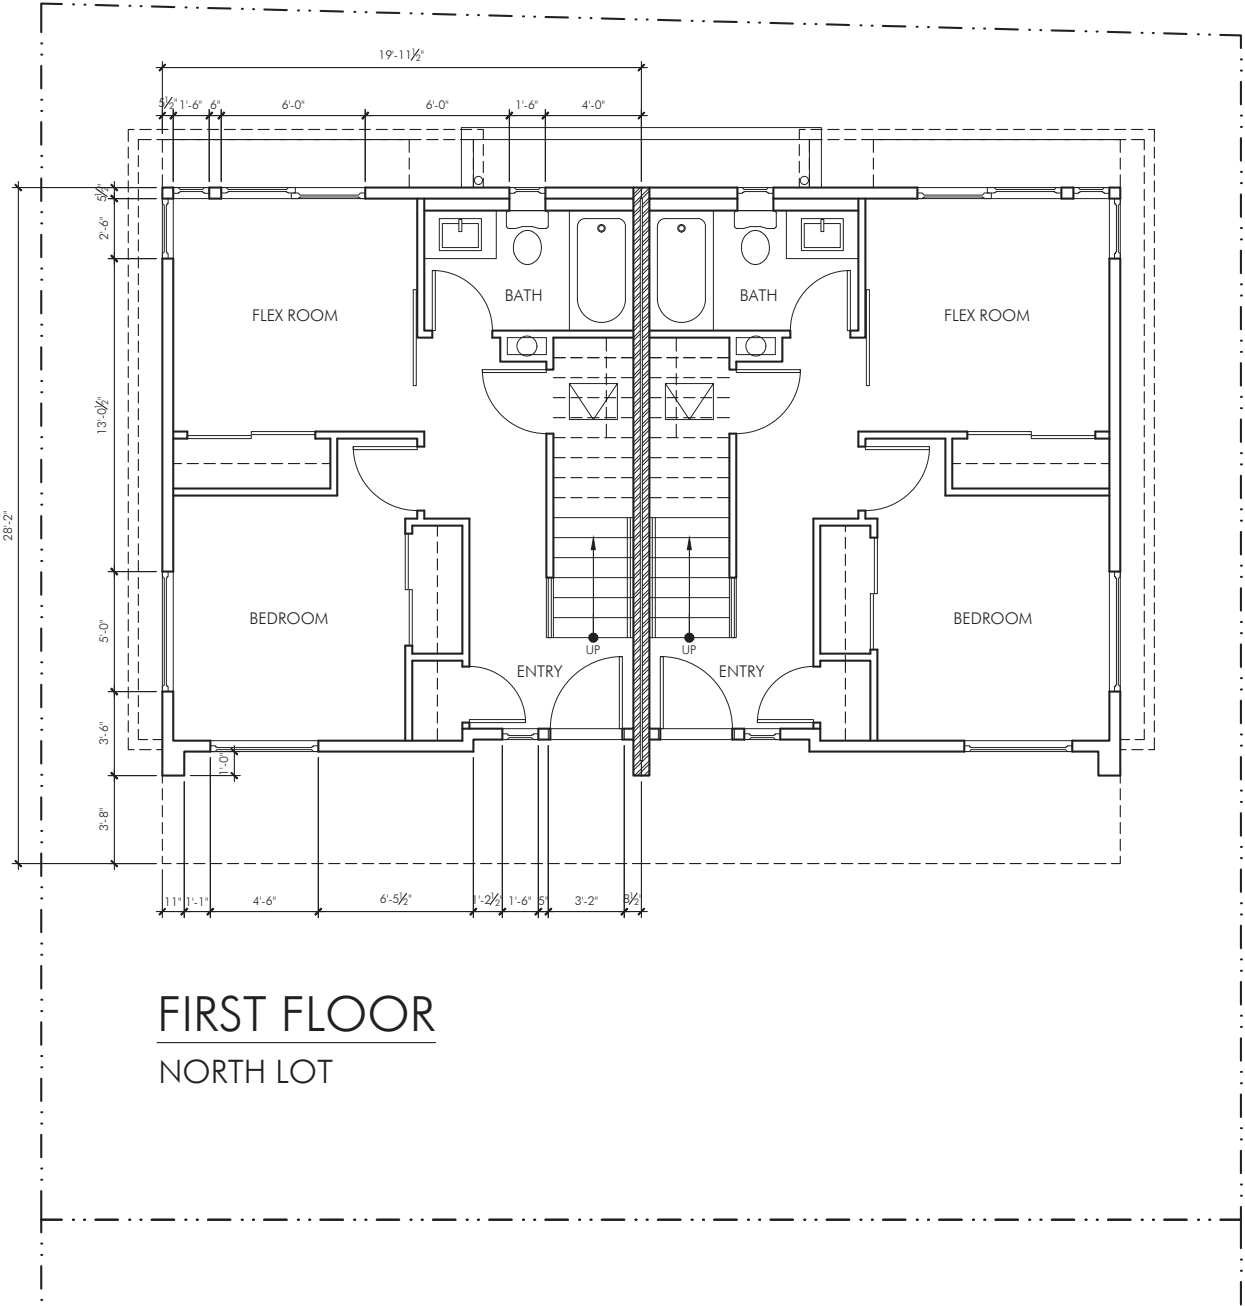 19'-11½"
5½" 1'-6" 6" 6'-0" 6'-0" 1'-6" 4'-0"
5½"
2'-6"
BATH BATH
FLEX ROOM FLEX ROOM
13'-0½"
28'-2"
BEDROOM BEDROOM
5'-0"
UP UP
ENTRY ENTRY
3'-6"
1'-0"
3'-8"
11" 1'-1" 4'-6" 6'-5½" 1'-2½" 1'-6" 5" 3'-2" 8½"
FIRST FLOOR
NORTH LOT